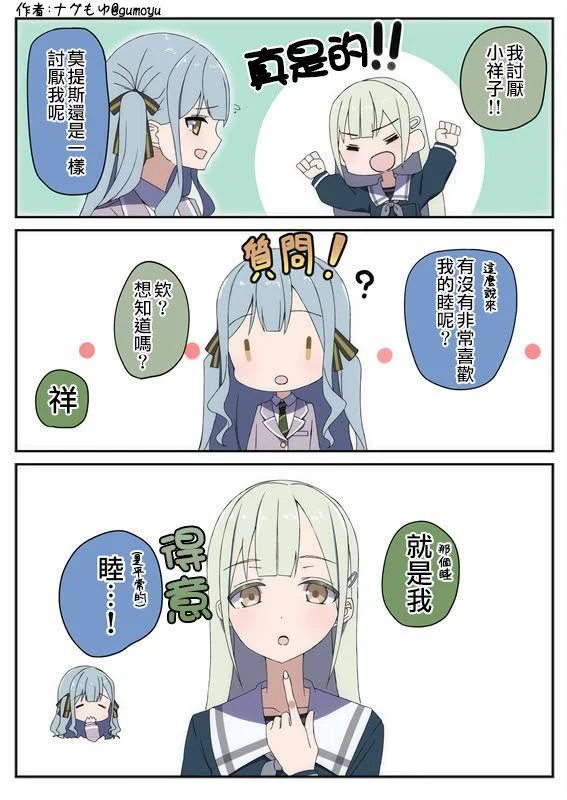 作者：ナグもゆ@gumoyu
我討厭
小祥子!!
真是的!!
莫提斯還是一樣
討厭我呢
這麼說來
有沒有非常喜歡
我的睦呢？
質問！
？
欸？
想知道嗎？
祥
那個睦
就是我
得意
(是平常的)
睦…！